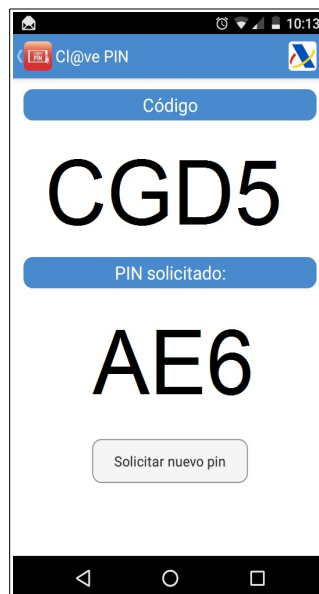 10:13
Cl@ve PIN
Código
CGD5
PIN solicitado:
AE6
Solicitar nuevo pin